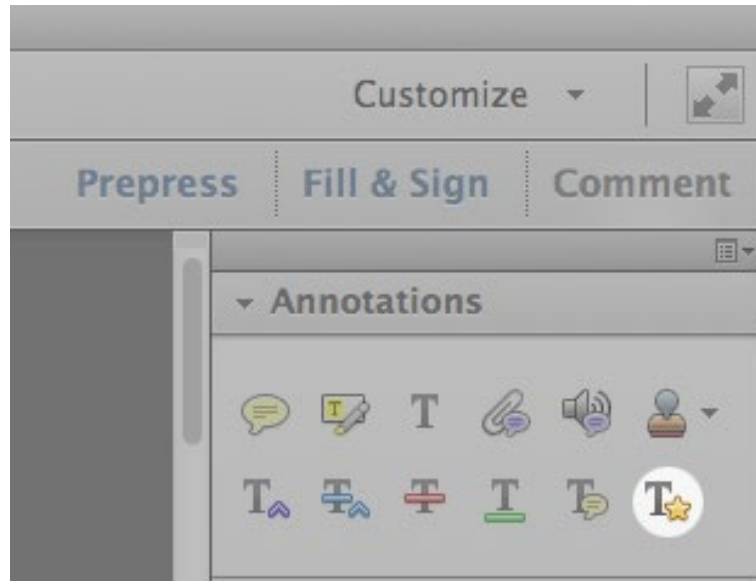 Customize
Prepress Fill & Sign Comment
Annotations
T T
T T T T T T